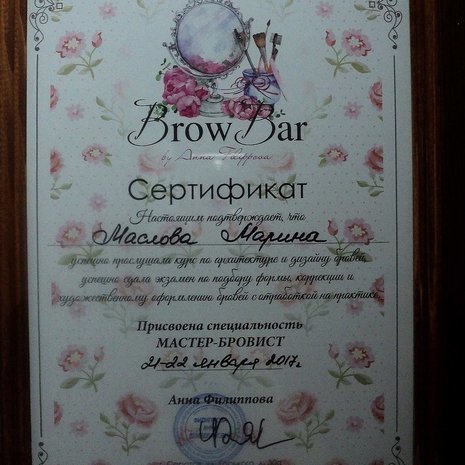 BrowBar
by Anna Filippova
Сертификат
Настоящим подтверждает, что
Маслова Марина
успешно прослушала курс по архитектуре и дизайну бровей,
успешно сдала экзамен по подбору формы, коррекции и
художественному оформлению бровей с отработкой на практике.
Присвоена специальность
МАСТЕР-БРОВИСТ
21-22 января 2017г
Анна Филиппова